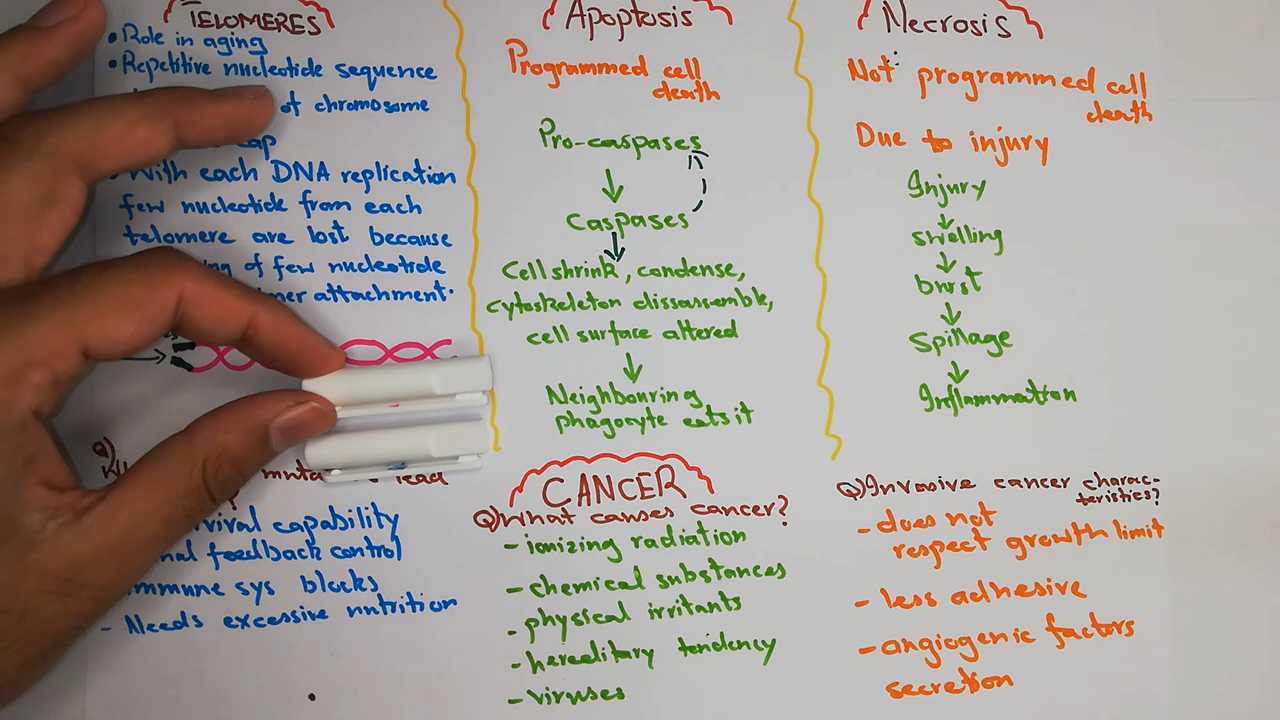 TELOMERES
• Role in aging
• Repetitive nucleotide sequence
of chromosome
cap
With each DNA replication
few nucleotide from each
telomere are lost because
of few nucleotide
attachment.
Apoptosis
Programmed cell
death
Pro-caspases
Caspases
Cell shrink, condense,
cytoskeleton dissassemble,
cell surface altered
Neighbouring
phagocyte eats it
Necrosis
Not programmed cell
death
Due to injury
Injury
swelling
burst
Spillage
Inflammation
Q)
lead
capability
feedback control
immune sys blocks
- Needs excessive nutrition
CANCER
Q) What causes cancer?
- ionizing radiation
- chemical substances
- physical irritants
- hereditary tendency
- viruses
Q) Invasive cancer charac-
teristics?
- does not
respect growth limit
- less adhesive
- angiogenic factors
secretion